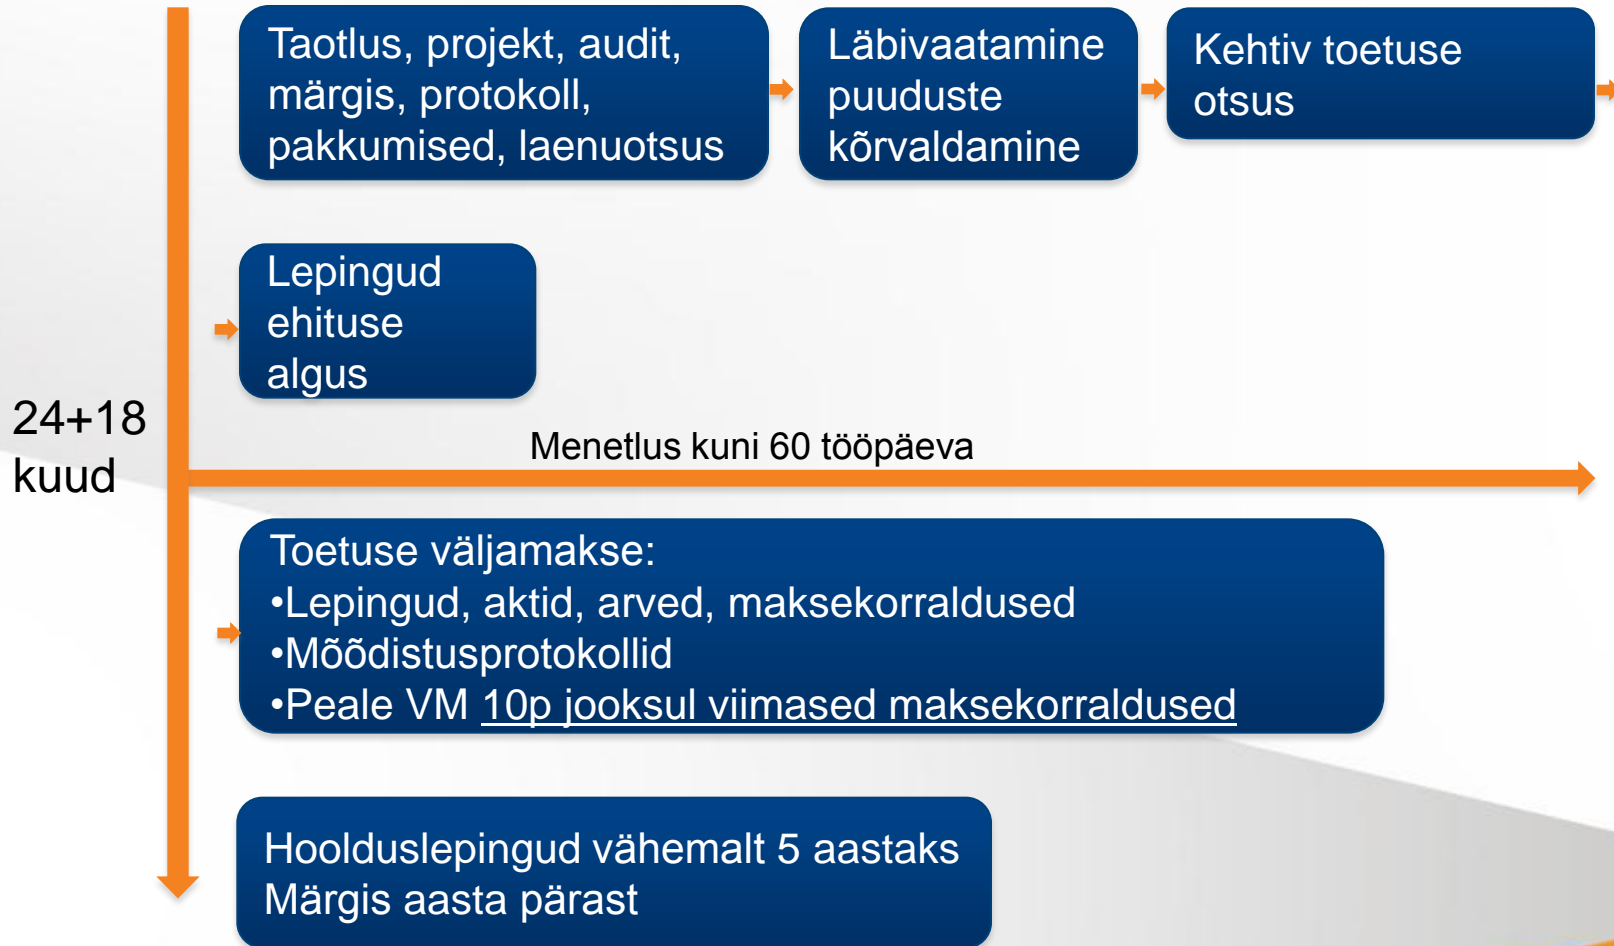 Taotlus, projekt, audit,
märgis, protokoll,
pakkumised, laenuotsus
Läbivaatamine
puuduste
kõrvaldamine
Kehtiv toetuse
otsus
Lepingud
ehituse
algus
24+18
kuud
Menetlus kuni 60 tööpäeva
Toetuse väljamakse:
•Lepingud, aktid, arved, maksekorraldused
•Mõõdistusprotokollid
•Peale VM 10p jooksul viimased maksekorraldused
Hoolduslepingud vähemalt 5 aastaks
Märgis aasta pärast